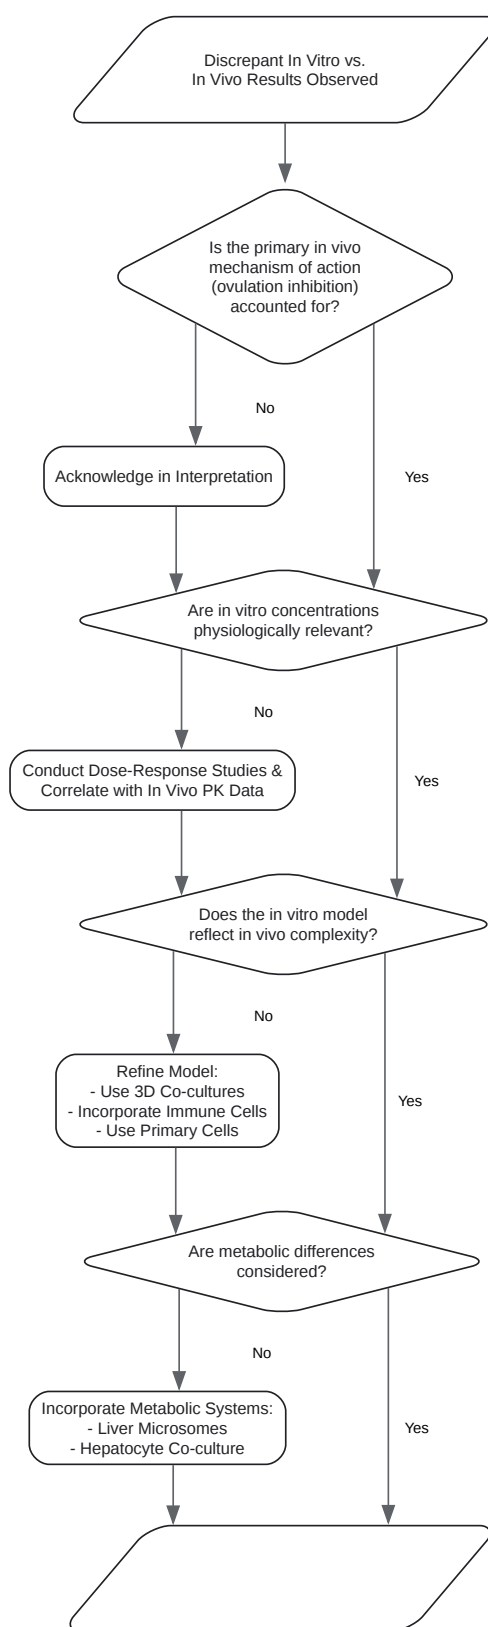 Discrepant In Vitro vs.
In Vivo Results Observed
Is the primary in vivo
mechanism of action
(ovulation inhibition)
accounted for?
No
Acknowledge in Interpretation
Yes
Are in vitro concentrations
physiologically relevant?
No
Conduct Dose-Response Studies &
Correlate with In Vivo PK Data
Yes
Does the in vitro model
reflect in vivo complexity?
No
Refine Model:
- Use 3D Co-cultures
- Incorporate Immune Cells
- Use Primary Cells
Yes
Are metabolic differences
considered?
No
Incorporate Metabolic Systems:
- Liver Microsomes
- Hepatocyte Co-culture
Yes